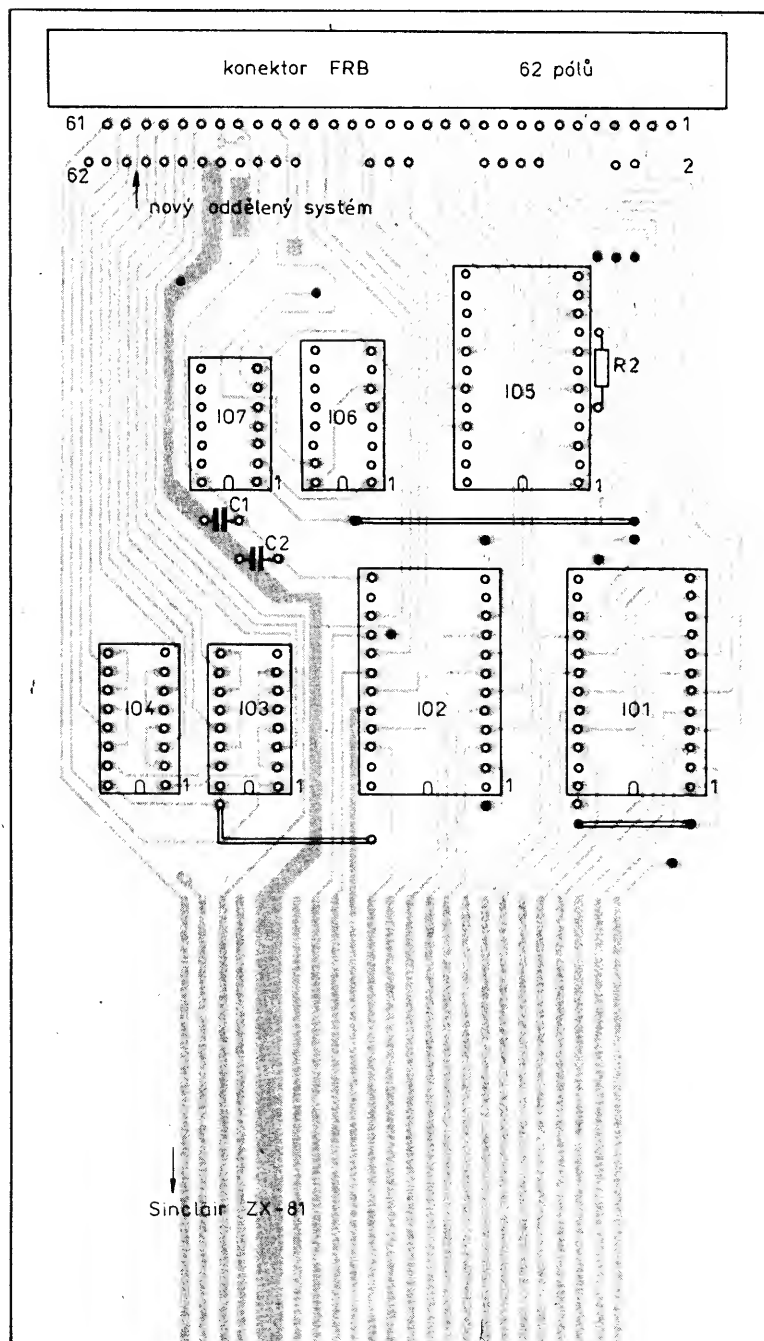 konektor FRB 62 pólů
61 1
62 2
nový oddělený systém
IO5
R2
IO7
IO6
1
1
1
C1
C2
IO4
IO3
IO2
IO1
1
1
1
1
Sinclair ZX-81